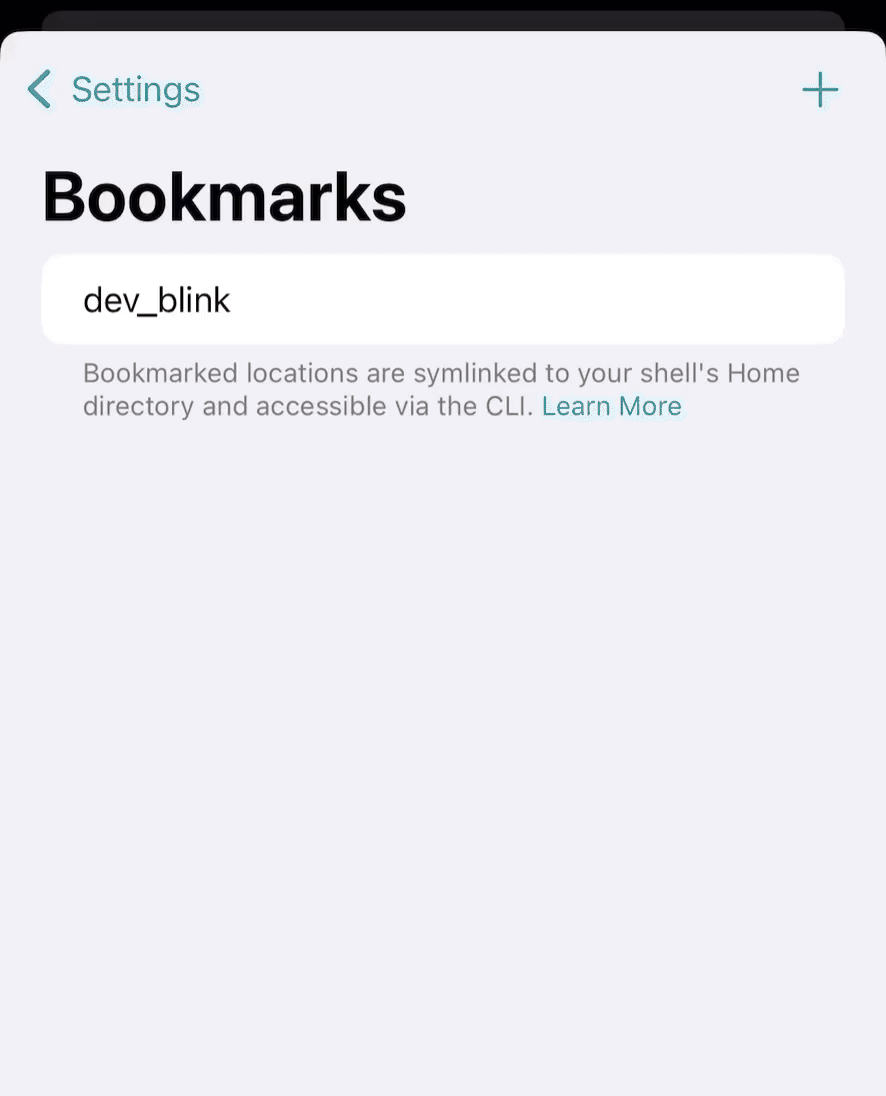 Settings
Bookmarks
dev_blink
Bookmarked locations are symlinked to your shell's Home
directory and accessible via the CLI. Learn More